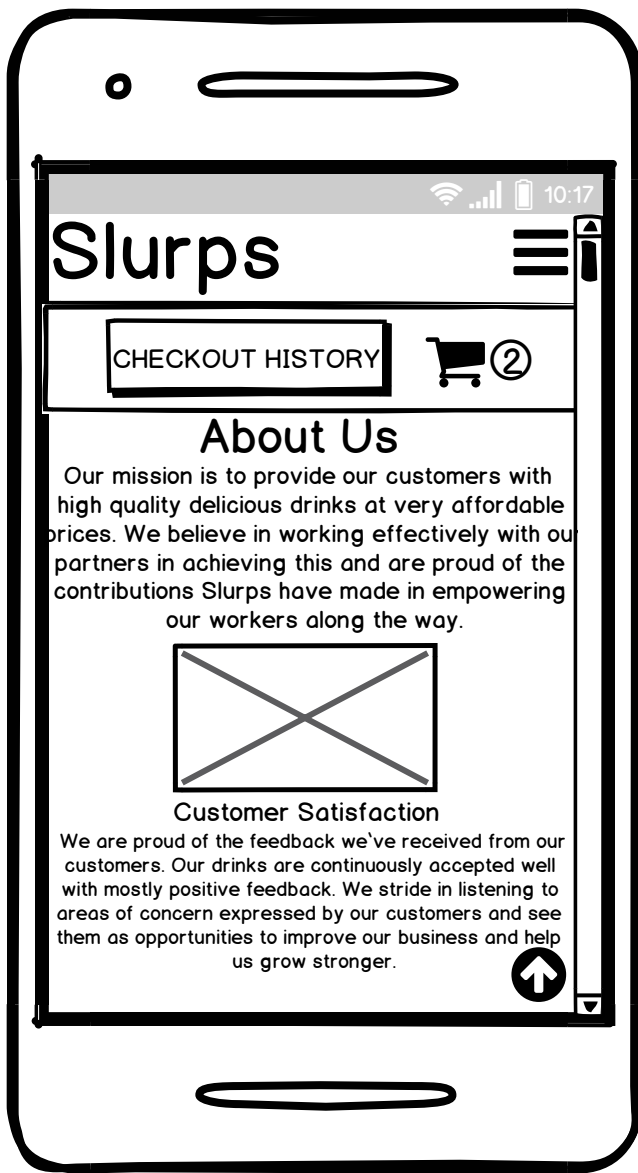 10:17
Slurps
CHECKOUT HISTORY
2
About Us
Our mission is to provide our customers with
high quality delicious drinks at very affordable
prices. We believe in working effectively with our
partners in achieving this and are proud of the
contributions Slurps have made in empowering
our workers along the way.
Customer Satisfaction
We are proud of the feedback we`ve received from our
customers. Our drinks are continuously accepted well
with mostly positive feedback. We stride in listening to
areas of concern expressed by our customers and see
them as opportunities to improve our business and help
us grow stronger.